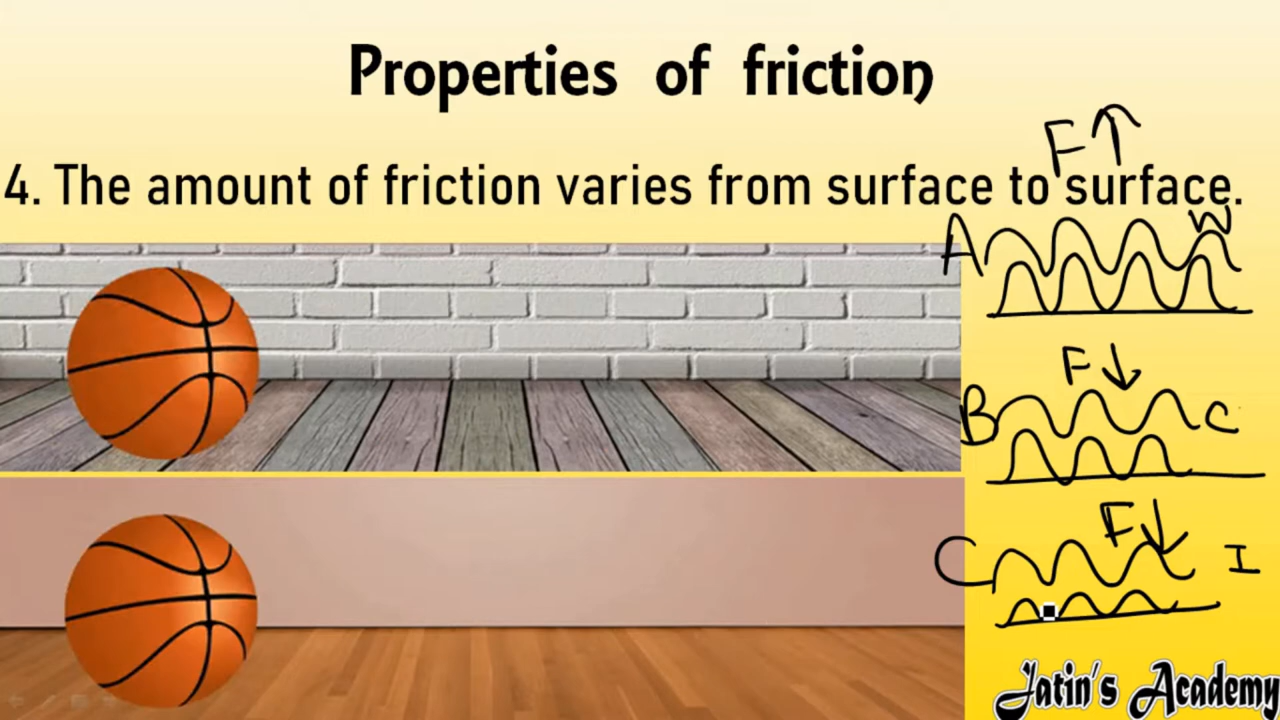 Properties of friction
F↑
4. The amount of friction varies from surface to surface.
A W
F↓
B C
F↓
C I
Jatin's Academy